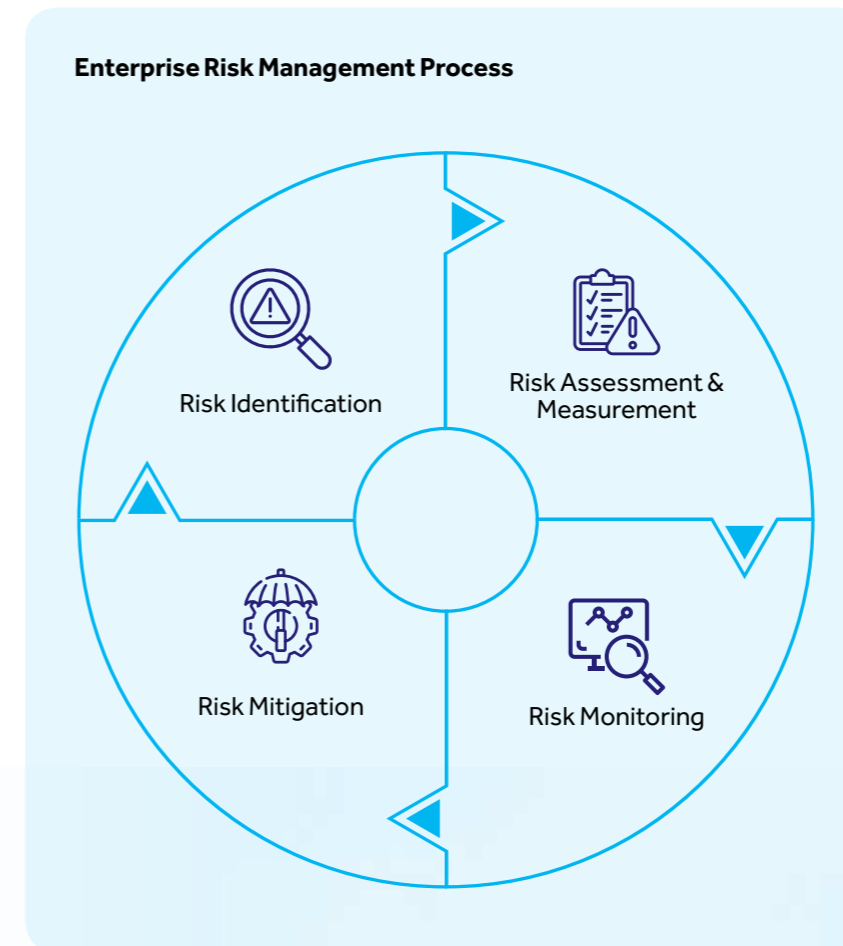 Enterprise Risk Management Process
Risk Identification
Risk Assessment &
Measurement
Risk Mitigation
Risk Monitoring